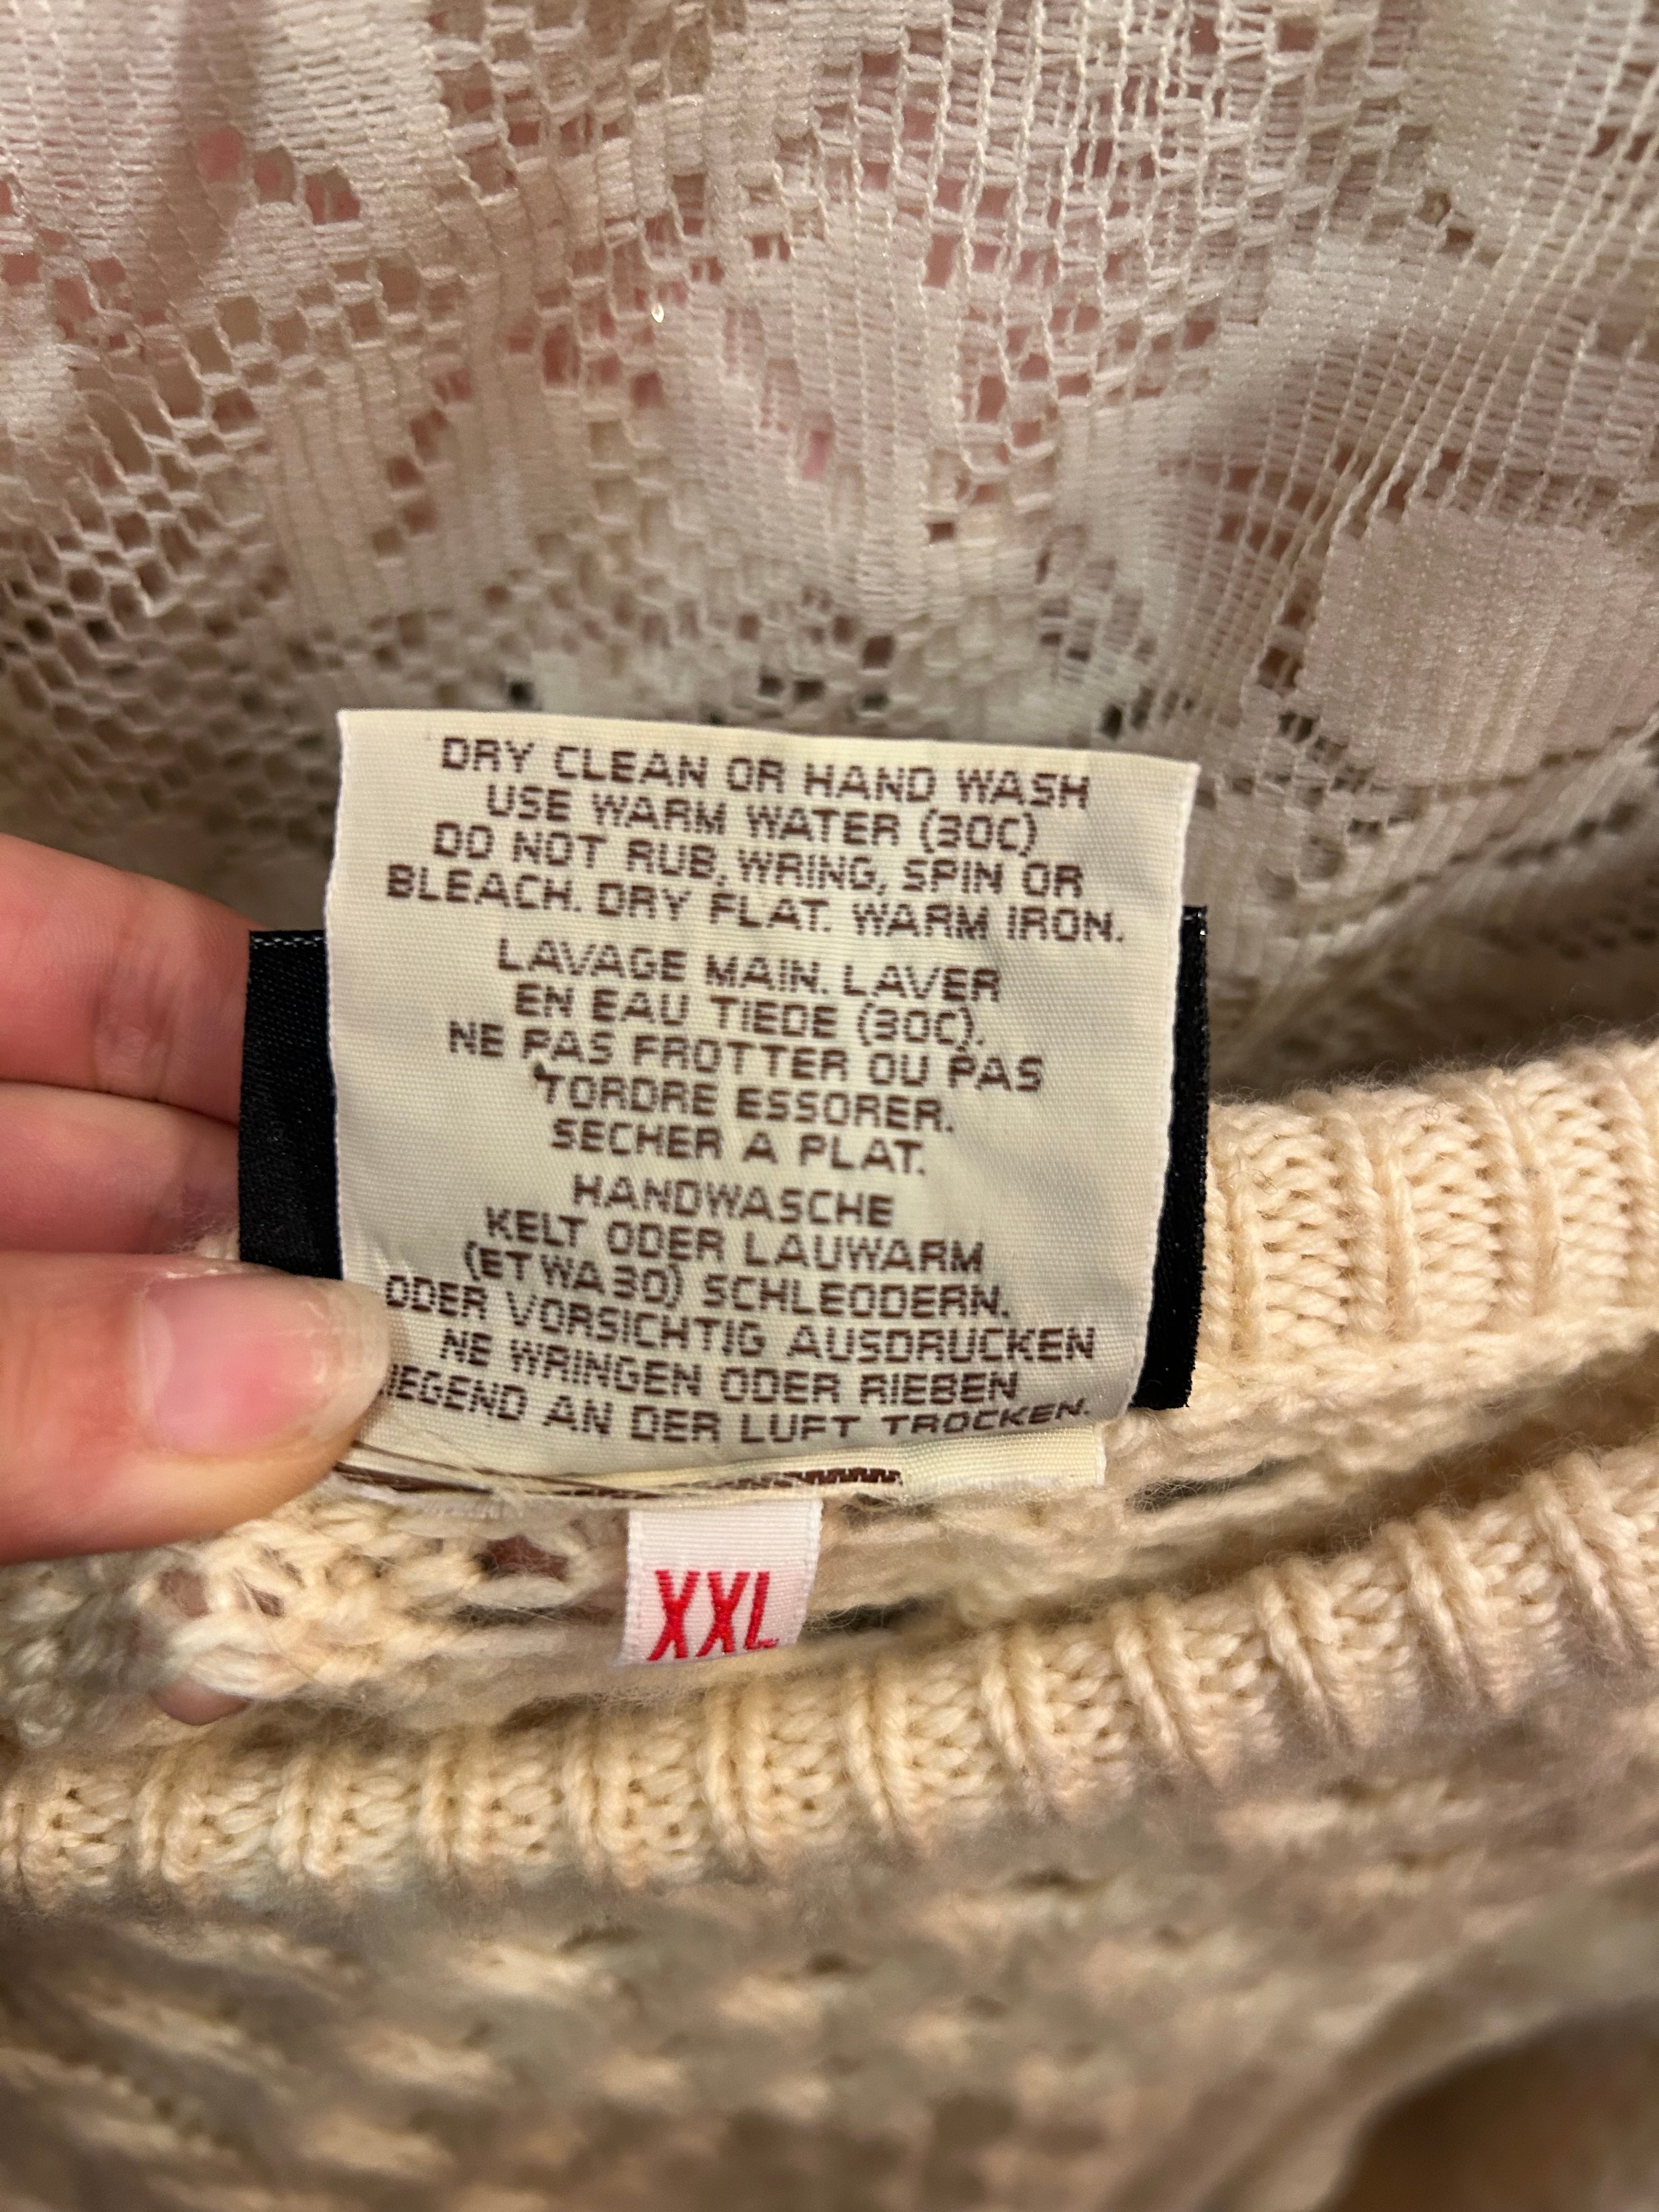 DRY CLEAN OR HAND WASH
USE WARM WATER (30C)
DO NOT RUB, WRING, SPIN OR
BLEACH. DRY FLAT. WARM IRON.
LAVAGE MAIN. LAVER
EN EAU TIEDE (30C).
NE PAS FROTTER OU PAS
TORDRE ESSORER.
SECHER A PLAT.
HANDWASCHE
KELT ODER LAUWARM
(ETWA30) SCHLEODERN.
ODER VORSICHTIG AUSDRUCKEN
NE WRINGEN ODER RIEBEN
IEGEND AN DER LUFT TROCKEN.
XXL